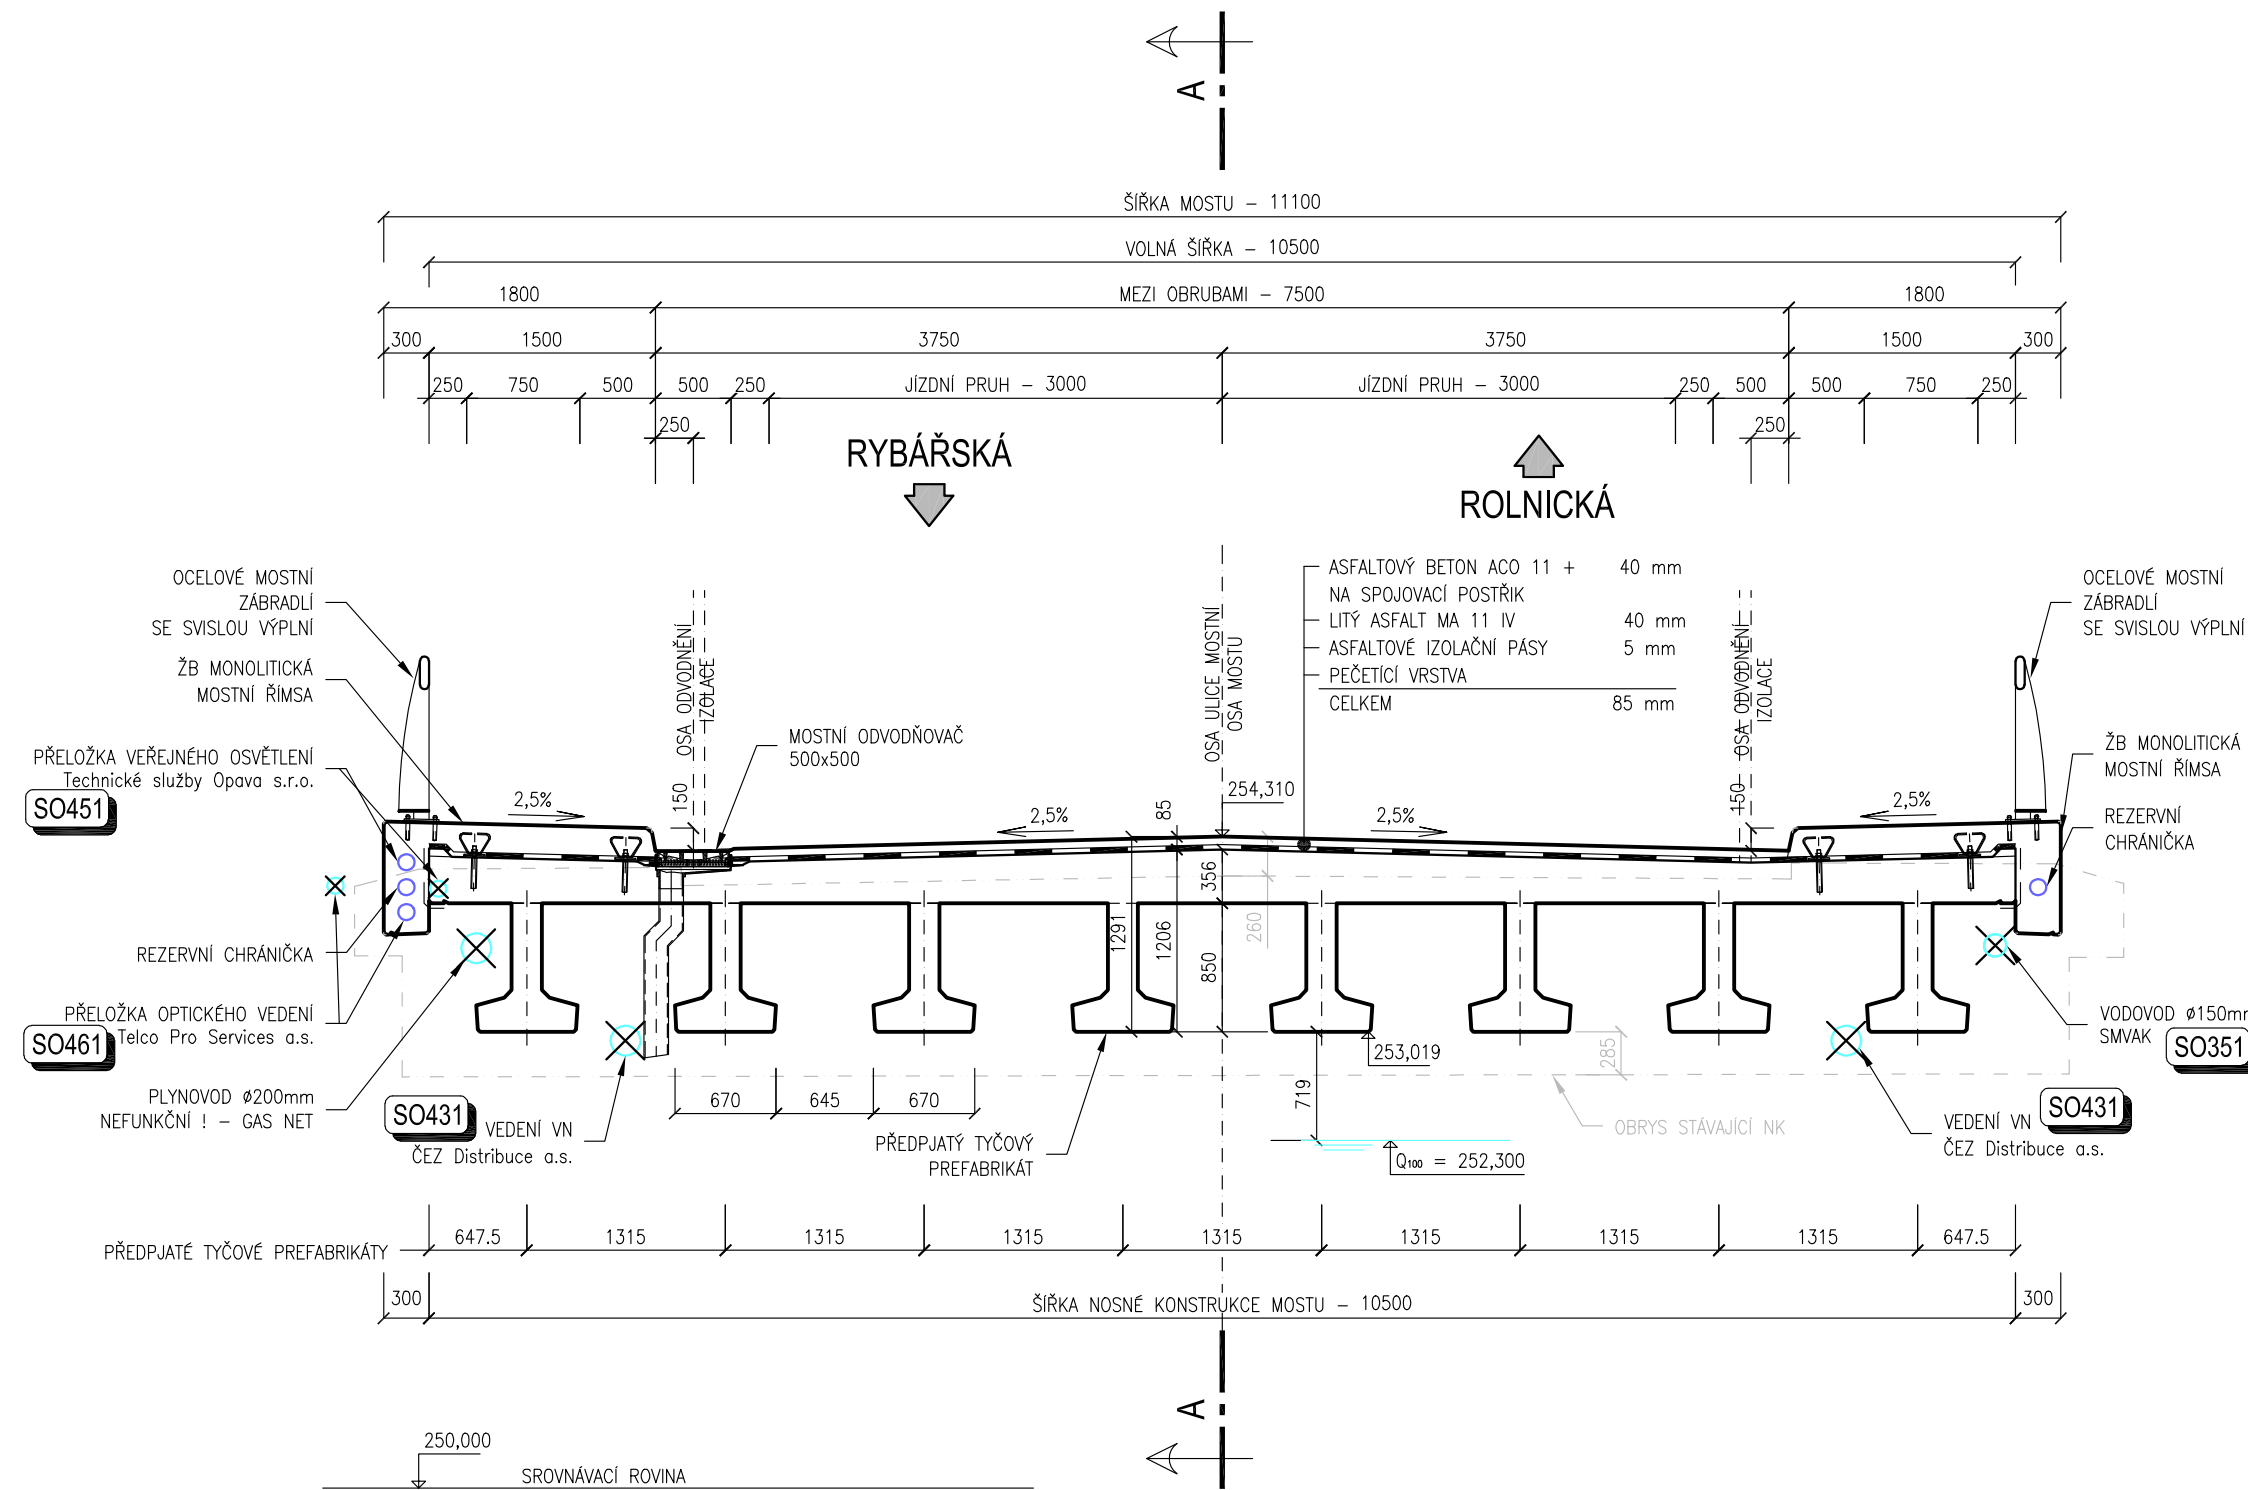 A
ŠÍŘKA MOSTU – 11100
VOLNÁ ŠÍŘKA – 10500
1800
MEZI OBRUBAMI – 7500
1800
300
1500
3750
3750
1500
300
250
750
500
500
250
JÍZDNÍ PRUH – 3000
JÍZDNÍ PRUH – 3000
250
500
500
750
250
250
250
RYBÁŘSKÁ
ROLNICKÁ
OCELOVÉ MOSTNÍ
ZÁBRADLÍ
SE SVISLOU VÝPLNÍ
ŽB MONOLITICKÁ
MOSTNÍ ŘÍMSA
PŘELOŽKA VEŘEJNÉHO OSVĚTLENÍ
Technické služby Opava s.r.o.
SO451
REZERVNÍ CHRÁNIČKA
PŘELOŽKA OPTICKÉHO VEDENÍ
Telco Pro Services a.s.
SO461
PLYNOVOD ø200mm
NEFUNKČNÍ ! – GAS NET
SO431
VEDENÍ VN
ČEZ Distribuce a.s.
OSA ODVODNĚNÍ
IZOLACE
150
MOSTNÍ ODVODŇOVAČ
500x500
2,5%
2,5%
85
OSA ULICE MOSTNÍ
OSA MOSTU
254,310
ASFALTOVÝ BETON ACO 11 + 40 mm
NA SPOJOVACÍ POSTŘIK
LITÝ ASFALT MA 11 IV 40 mm
ASFALTOVÉ IZOLAČNÍ PÁSY 5 mm
PEČETÍCÍ VRSTVA
CELKEM 85 mm
2,5%
2,5%
OSA ODVODNĚNÍ
IZOLACE
150
OCELOVÉ MOSTNÍ
ZÁBRADLÍ
SE SVISLOU VÝPLNÍ
ŽB MONOLITICKÁ
MOSTNÍ ŘÍMSA
REZERVNÍ
CHRÁNIČKA
356
260
1291
1206
850
253,019
719
285
670
645
670
PŘEDPJATÝ TYČOVÝ
PREFABRIKÁT
Q100 = 252,300
OBRYS STÁVAJÍCÍ NK
VODOVOD ø150mm
SMVAK
SO351
SO431
VEDENÍ VN
ČEZ Distribuce a.s.
PŘEDPJATÉ TYČOVÉ PREFABRIKÁTY
647.5
1315
1315
1315
1315
1315
1315
1315
647.5
300
ŠÍŘKA NOSNÉ KONSTRUKCE MOSTU – 10500
300
A
250,000
SROVNÁVACÍ ROVINA